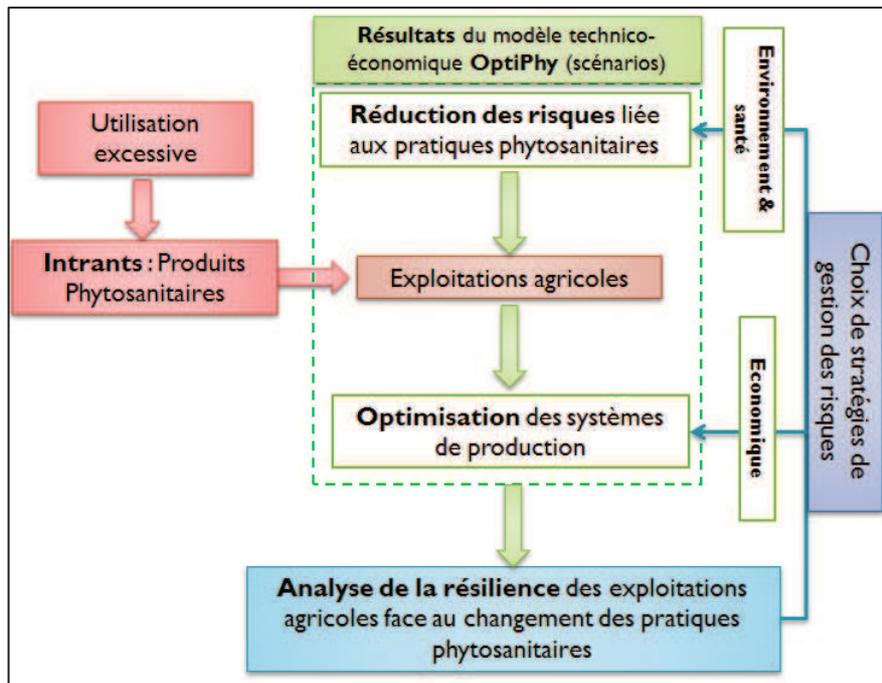 Résultats du modèle technico-
économique OptiPhy (scénarios)
Utilisation
excessive
Réduction des risques liée
aux pratiques phytosanitaires
Environnement &
santé
Intrants : Produits
Phytosanitaires
Exploitations agricoles
Choix de stratégies de
gestion des risques
Optimisation des systèmes
de production
Economique
Analyse de la résilience des exploitations
agricoles face au changement des pratiques
phytosanitaires